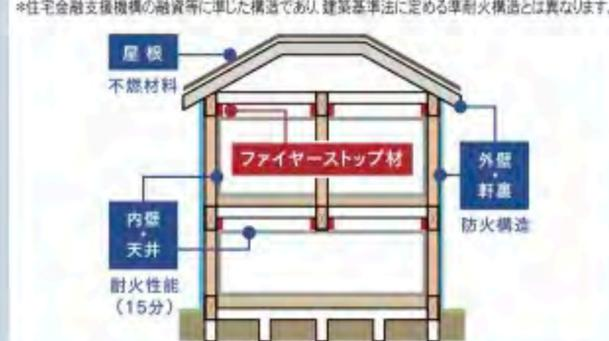 *住宅金融支援機構の融資等に準じた構造であり、建築基準法に定める準耐火構造とは異なります。
屋根
不燃材料
ファイヤーストップ材
外壁
・
軒裏
防火構造
内壁
・
天井
耐火性能
(15分)